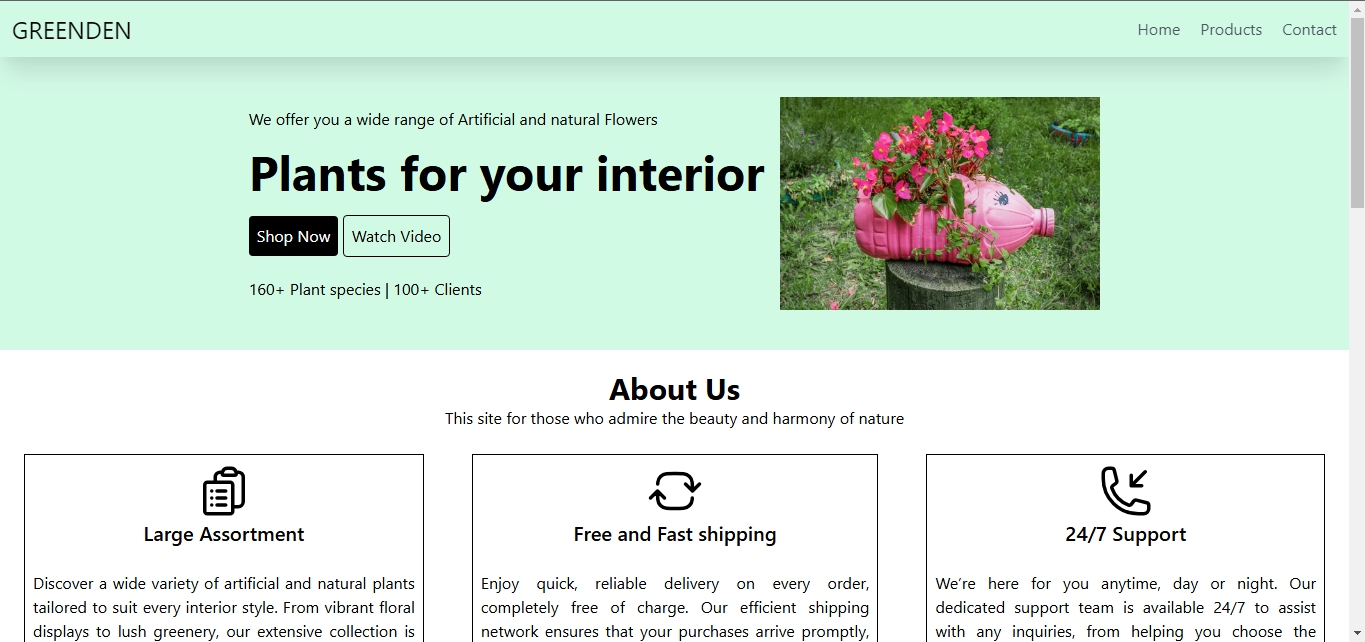 GREENDEN
Home Products Contact
We offer you a wide range of Artificial and natural Flowers
Plants for your interior
Shop Now Watch Video
160+ Plant species | 100+ Clients
About Us
This site for those who admire the beauty and harmony of nature
Large Assortment
Discover a wide variety of artificial and natural plants
tailored to suit every interior style. From vibrant floral
displays to lush greenery, our extensive collection is
Free and Fast shipping
Enjoy quick, reliable delivery on every order,
completely free of charge. Our efficient shipping
network ensures that your purchases arrive promptly,
24/7 Support
We’re here for you anytime, day or night. Our
dedicated support team is available 24/7 to assist
with any inquiries, from helping you choose the